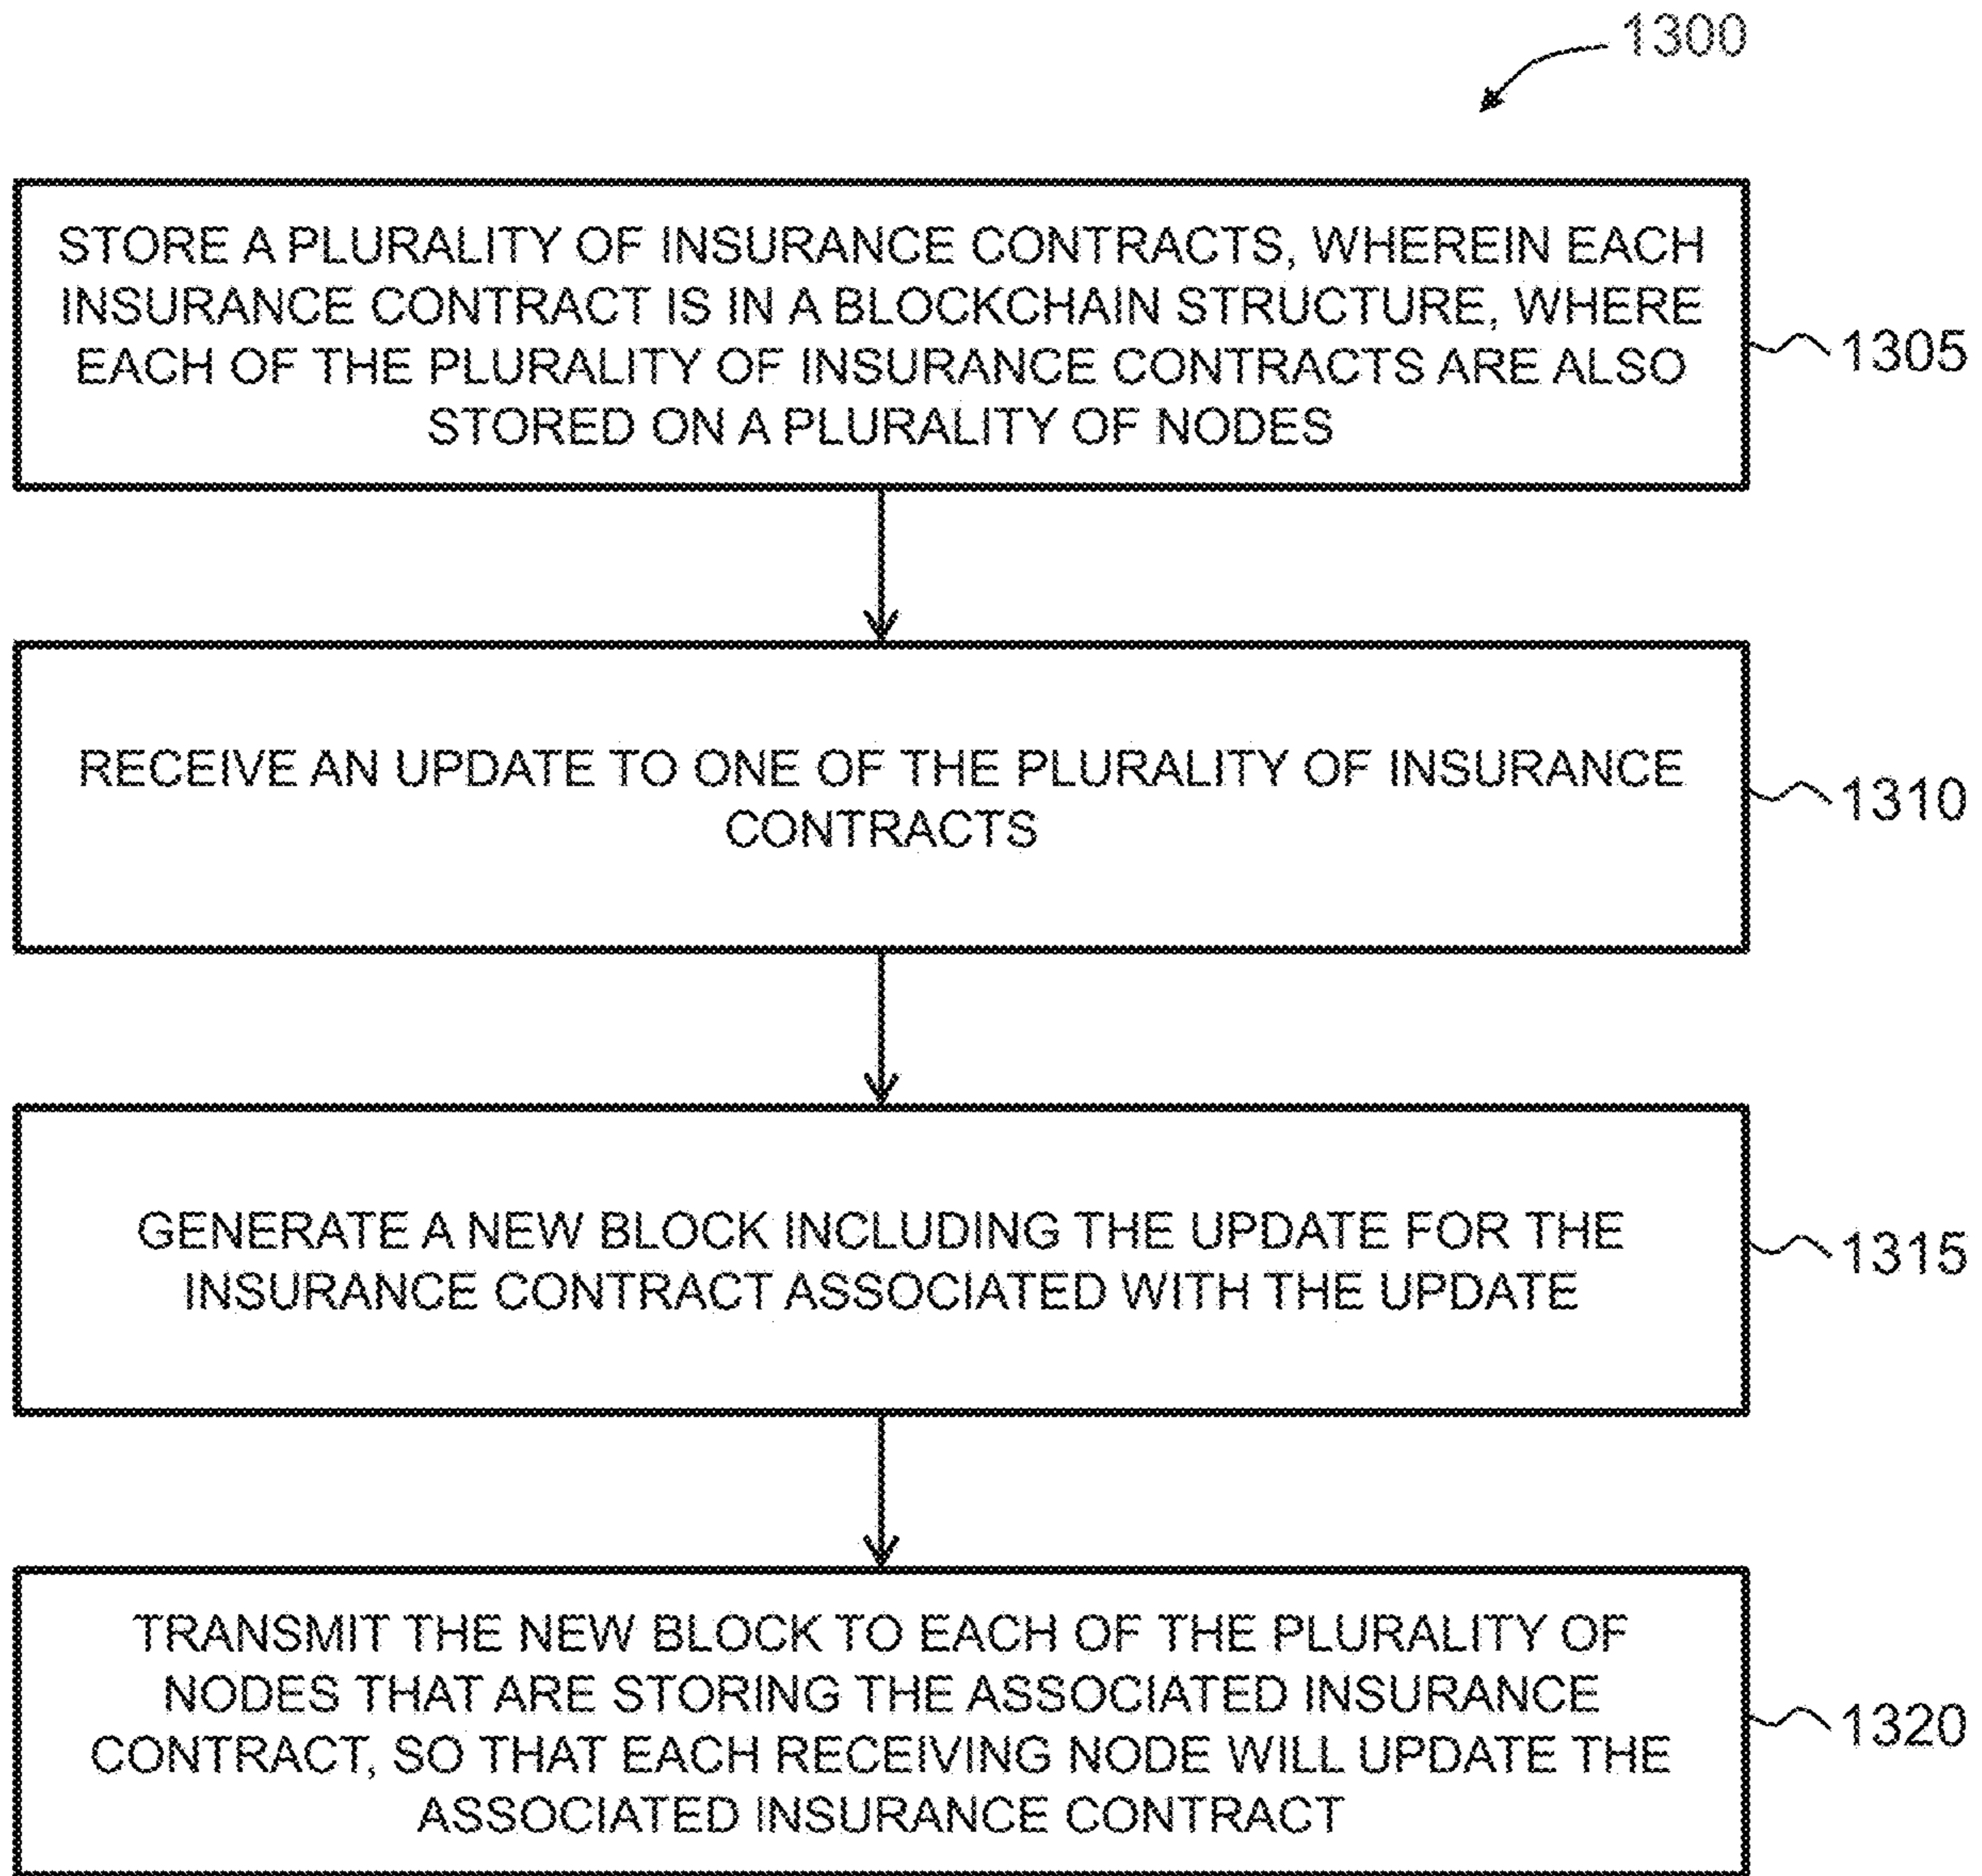 1300
STORE A PLURALITY OF INSURANCE CONTRACTS, WHEREIN EACH
INSURANCE CONTRACT IS IN A BLOCKCHAIN STRUCTURE, WHERE
EACH OF THE PLURALITY OF INSURANCE CONTRACTS ARE ALSO
STORED ON A PLURALITY OF NODES
1305
RECEIVE AN UPDATE TO ONE OF THE PLURALITY OF INSURANCE
CONTRACTS
1310
GENERATE A NEW BLOCK INCLUDING THE UPDATE FOR THE
INSURANCE CONTRACT ASSOCIATED WITH THE UPDATE
1315
TRANSMIT THE NEW BLOCK TO EACH OF THE PLURALITY OF
NODES THAT ARE STORING THE ASSOCIATED INSURANCE
CONTRACT, SO THAT EACH RECEIVING NODE WILL UPDATE THE
ASSOCIATED INSURANCE CONTRACT
1320